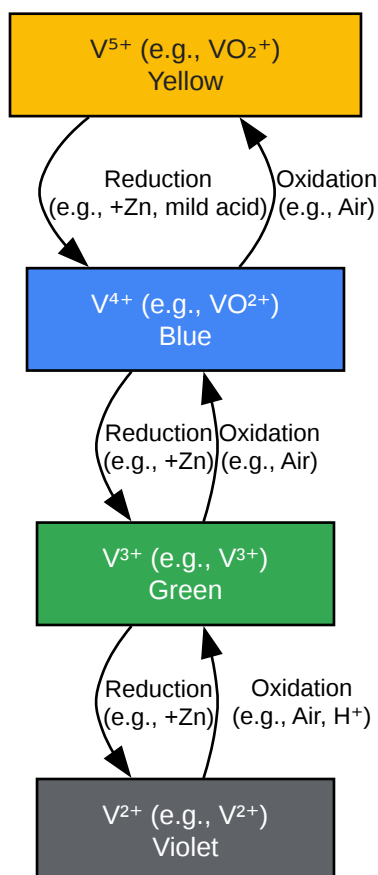 V⁵⁺ (e.g., VO₂⁺)
Yellow
Reduction
(e.g., +Zn, mild acid)
Oxidation
(e.g., Air)
V⁴⁺ (e.g., VO²⁺)
Blue
Reduction
(e.g., +Zn)
Oxidation
(e.g., Air)
V³⁺ (e.g., V³⁺)
Green
Reduction
(e.g., +Zn)
Oxidation
(e.g., Air, H⁺)
V²⁺ (e.g., V²⁺)
Violet